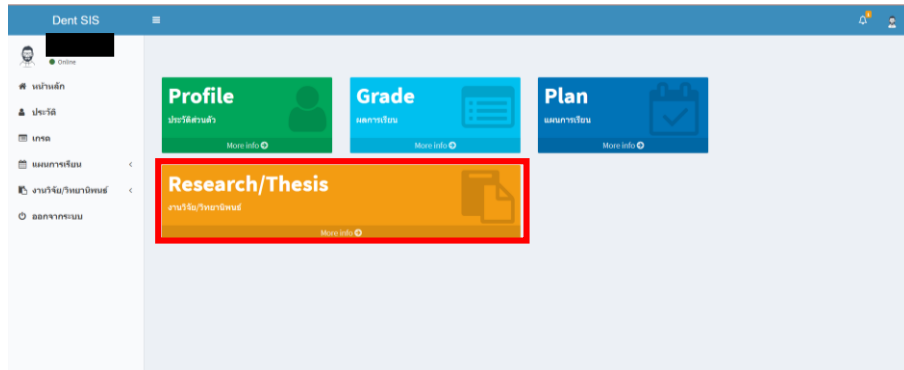 Dent SIS
Online
หน้าหลัก
ประวัติ
เกรด
แผนการเรียน
งานวิจัย/วิทยานิพนธ์
ออกจากระบบ
Profile
ประวัติส่วนตัว
More info
Grade
ผลการเรียน
More info
Plan
แผนการเรียน
More info
Research/Thesis
งานวิจัย/วิทยานิพนธ์
More info